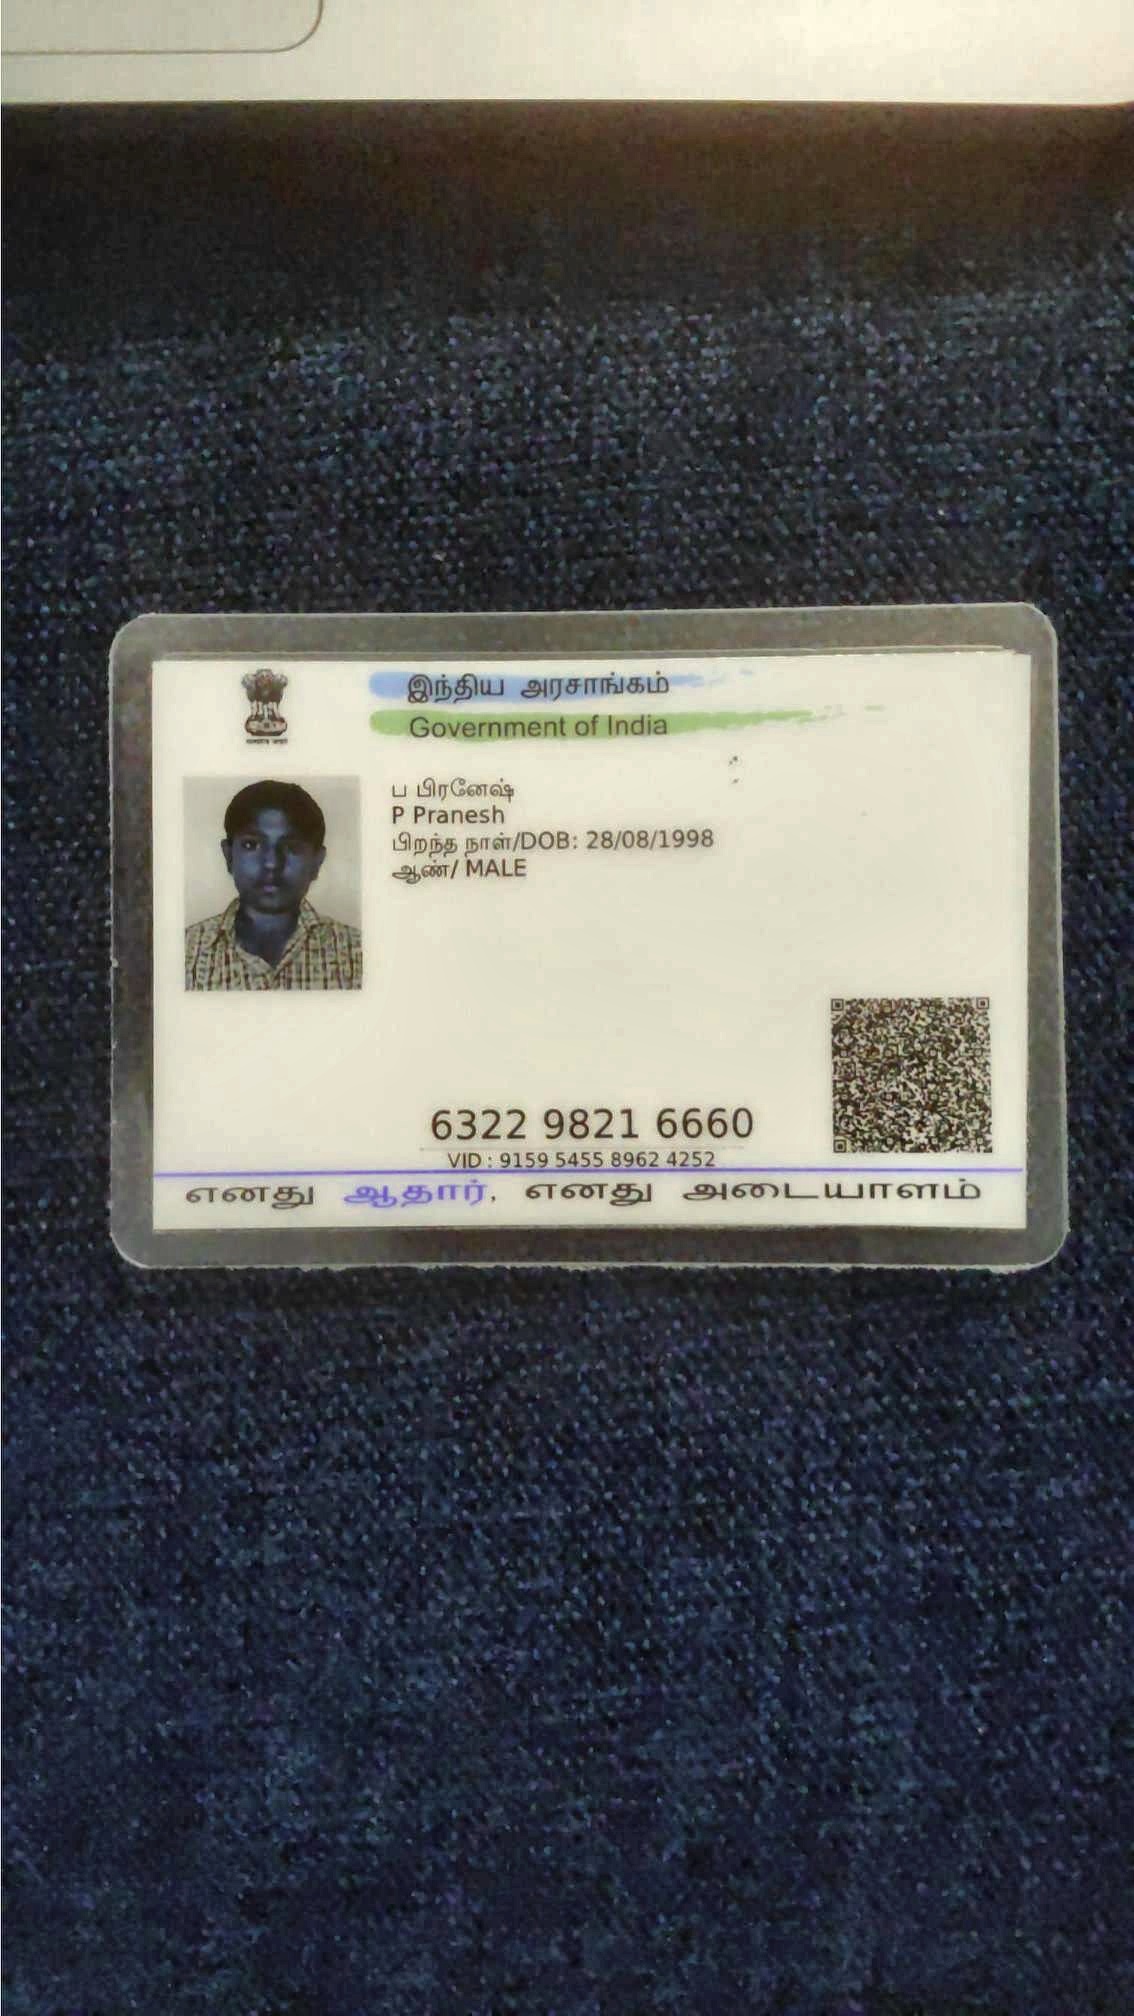 இந்திய அரசாங்கம்
Government of India
ப பிரனேஷ்
P Pranesh
பிறந்த நாள்/DOB: 28/08/1998
ஆண்/ MALE
6322 9821 6660
VID : 9159 5455 8962 4252
எனது ஆதார், எனது அடையாளம்